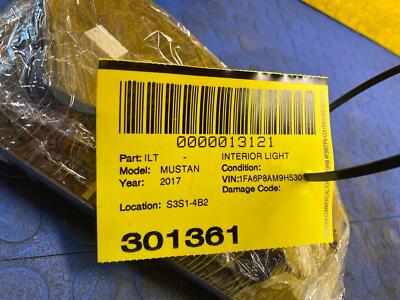 0000013121
Part: ILT - INTERIOR LIGHT
Model: MUSTAN Condition:
Year: 2017 VIN:1FA6P8AM9H530
Damage Code:
Location: S3S1-4B2
301361